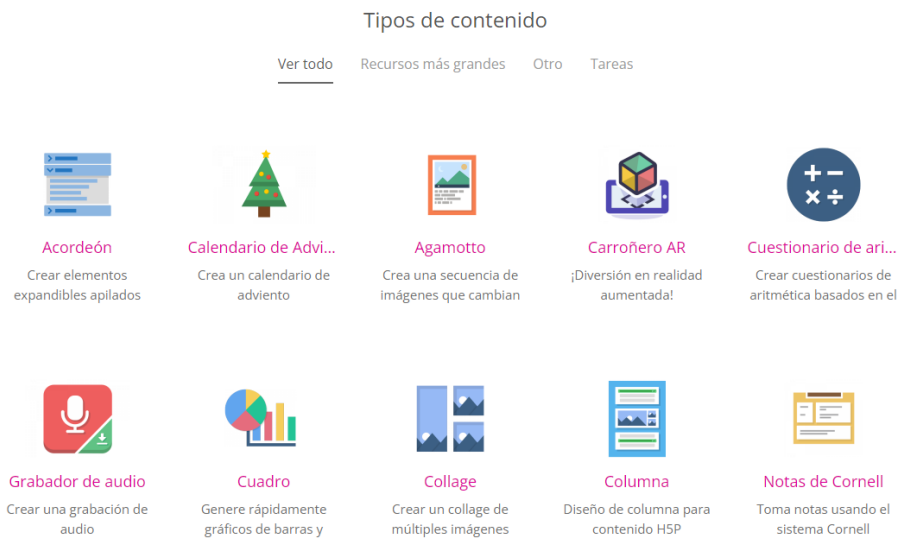 Tipos de contenido
Ver todo Recursos más grandes Otro Tareas
Acordeón
Crear elementos
expandibles apilados
Calendario de Advi...
Crea un calendario de
adviento
Agamotto
Crea una secuencia de
imágenes que cambian
Carroñero AR
¡Diversión en realidad
aumentada!
Cuestionario de ari...
Crear cuestionarios de
aritmética basados en el
Grabador de audio
Crear una grabación de
audio
Cuadro
Genere rápidamente
gráficos de barras y
Collage
Crear un collage de
múltiples imágenes
Columna
Diseño de columna para
contenido H5P
Notas de Cornell
Toma notas usando el
sistema Cornell